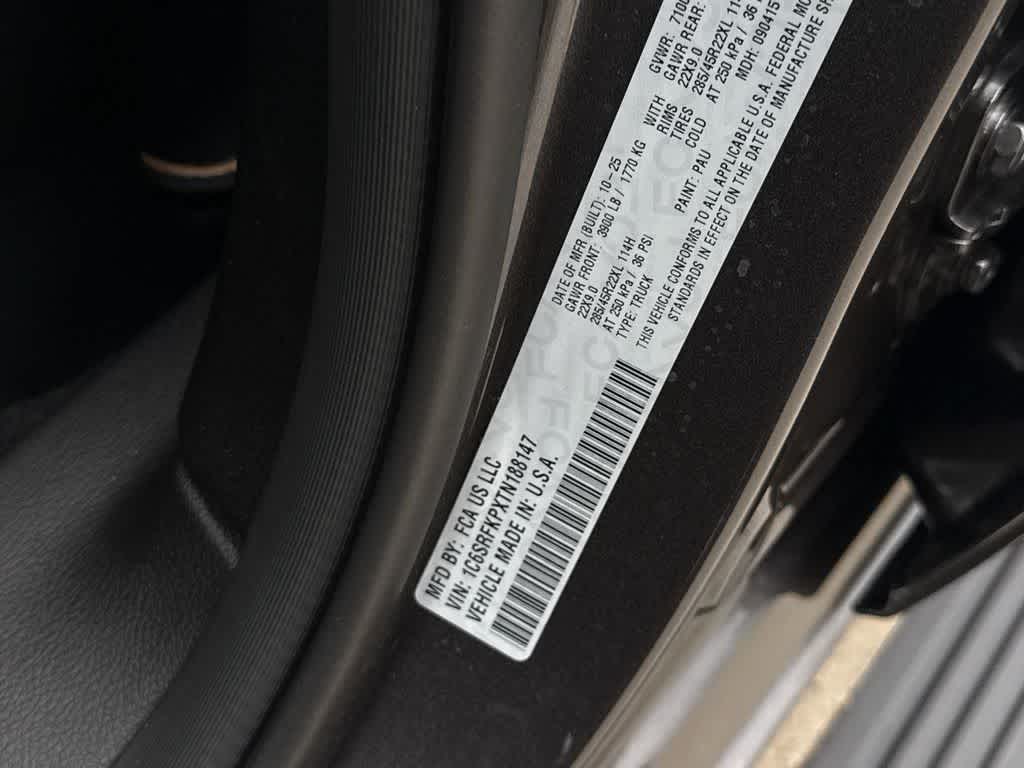 MFD BY: FCA US LLC
VIN: 1C6SRFKPXTN188147
VEHICLE MADE IN: U.S.A.
DATE OF MFR (BUILT): 10-25
GAWR FRONT: 3900 LB / 1770 KG WITH
22X9.0 RIMS
285/45R22XL 114H TIRES
AT 250 kPa / 36 PSI COLD
TYPE: TRUCK PAINT: PAU
THIS VEHICLE CONFORMS TO ALL APPLICABLE U.S.A. FEDERAL
STANDARDS IN EFFECT ON THE DATE OF MANUFACTURE
GVWR:
GAWR REAR:
22X9.0
285/45R22XL
AT 250 kPa / 36
MDH: 090415